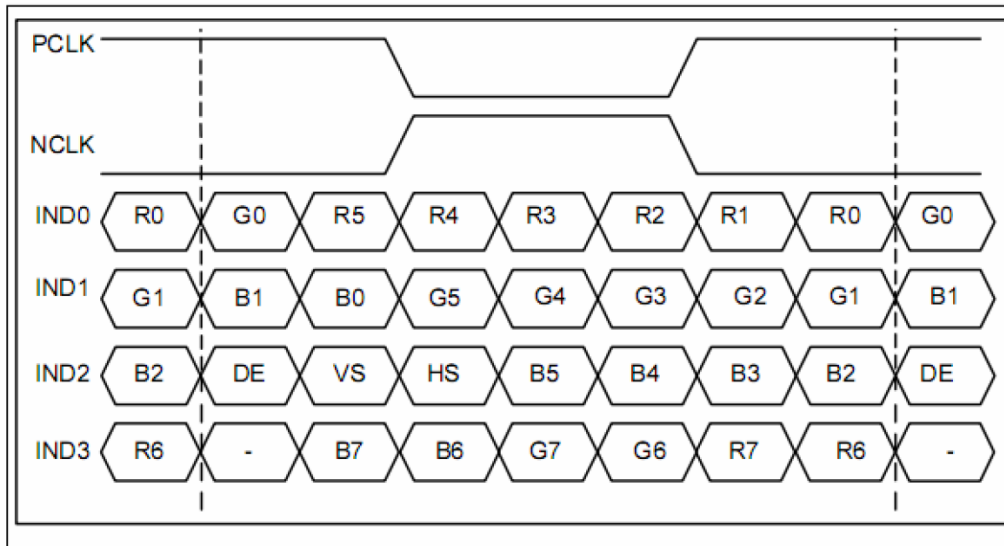 PCLK
NCLK
IND0 R0 G0 R5 R4 R3 R2 R1 R0 G0
IND1 G1 B1 B0 G5 G4 G3 G2 G1 B1
IND2 B2 DE VS HS B5 B4 B3 B2 DE
IND3 R6 - B7 B6 G7 G6 R7 R6 -